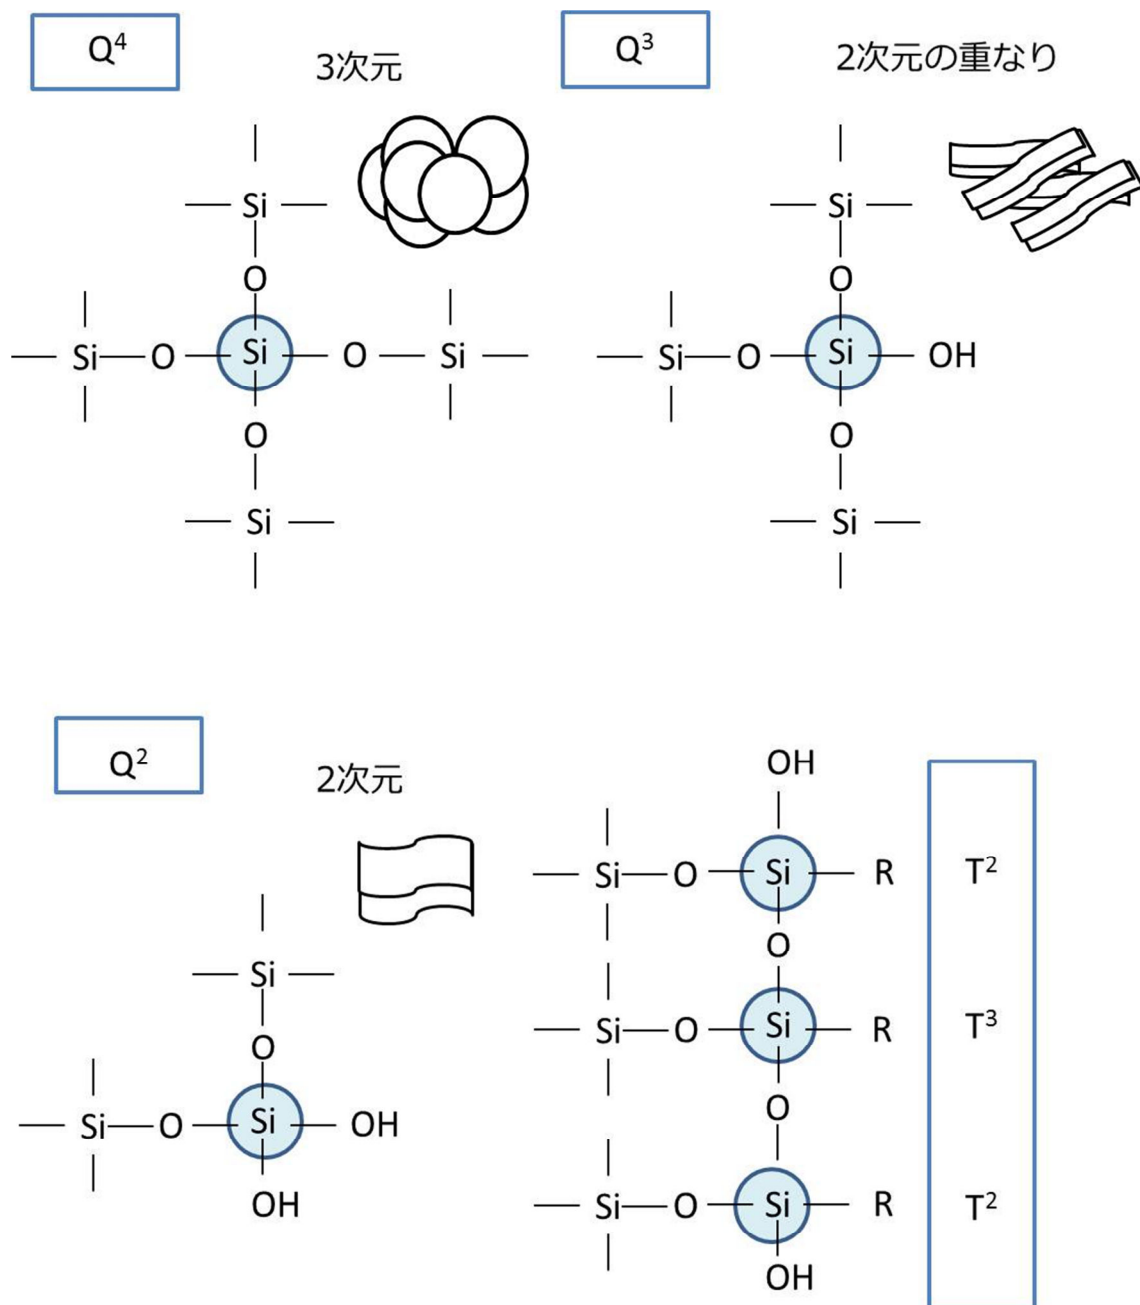 Q⁴
3次元
Si
O
Si—O Si O Si
O
Si
Q³
2次元の重なり
Si
O
Si—O Si OH
O
Si
Q²
2次元
Si
O
Si—O Si OH
OH
OH
Si—O Si R T²
O
Si—O Si R T³
O
Si—O Si R T²
OH